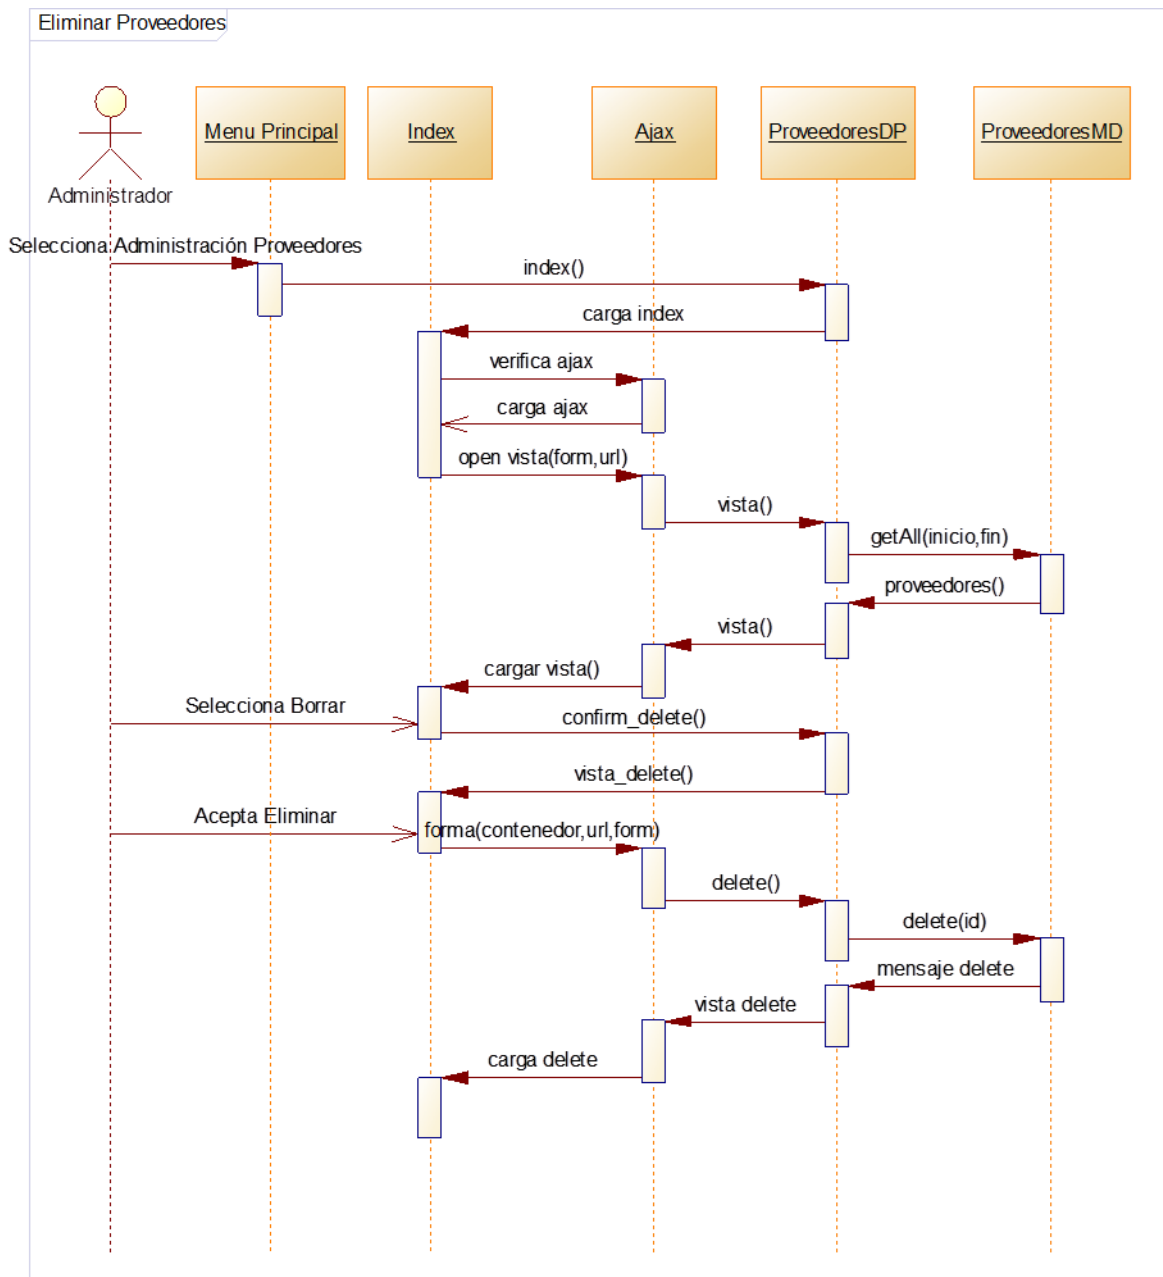 Eliminar Proveedores
Administrador
Menu Principal
Index
Ajax
ProveedoresDP
ProveedoresMD
Selecciona Administración Proveedores
index()
carga index
verifica ajax
carga ajax
open vista(form,url)
vista()
getAll(inicio,fin)
proveedores()
vista()
cargar vista()
Selecciona Borrar
confirm_delete()
vista_delete()
Acepta Eliminar
forma(contenedor,url,form)
delete()
delete(id)
mensaje delete
vista delete
carga delete